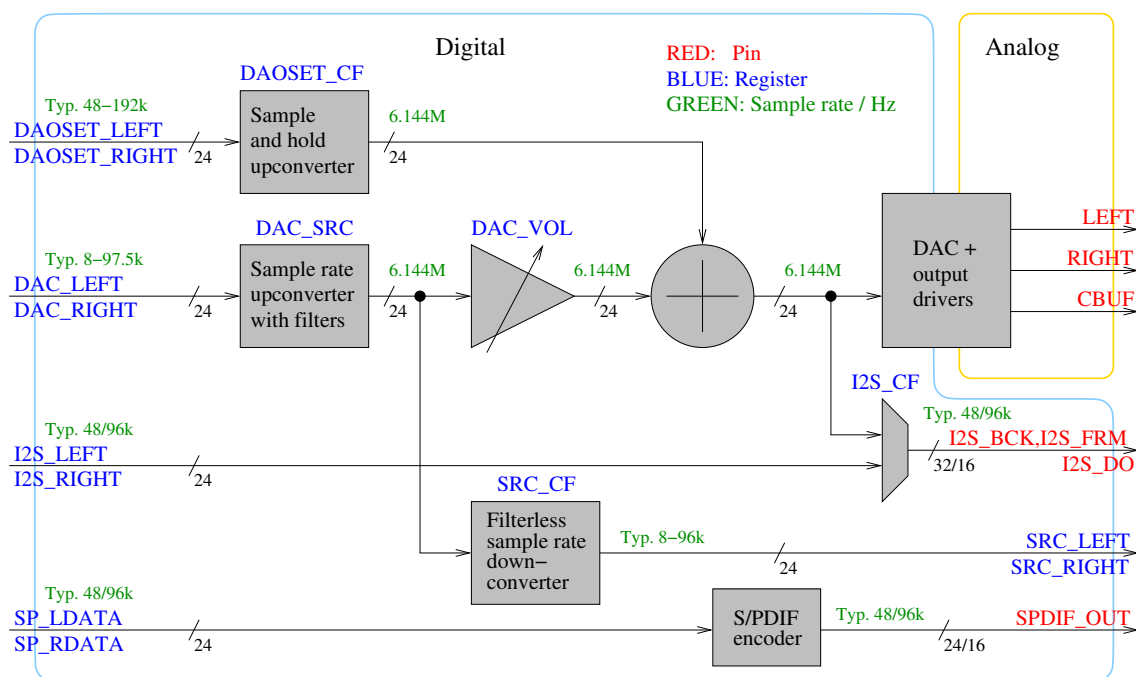 Digital
Analog
RED: Pin
BLUE: Register
GREEN: Sample rate / Hz
DAOSET_CF
Typ. 48−192k
DAOSET_LEFT
DAOSET_RIGHT
24
Sample
and hold
upconverter
6.144M
24
DAC_SRC
Typ. 8−97.5k
DAC_LEFT
DAC_RIGHT
24
Sample rate
upconverter
with filters
6.144M
24
DAC_VOL
6.144M
24
6.144M
24
DAC +
output
drivers
LEFT
RIGHT
CBUF
I2S_CF
Typ. 48/96k
I2S_LEFT
I2S_RIGHT
24
Typ. 48/96k
32/16
I2S_BCK,I2S_FRM
I2S_DO
SRC_CF
Filterless
sample rate
down−
converter
Typ. 8−96k
24
SRC_LEFT
SRC_RIGHT
Typ. 48/96k
SP_LDATA
SP_RDATA
24
S/PDIF
encoder
Typ. 48/96k
24/16
SPDIF_OUT